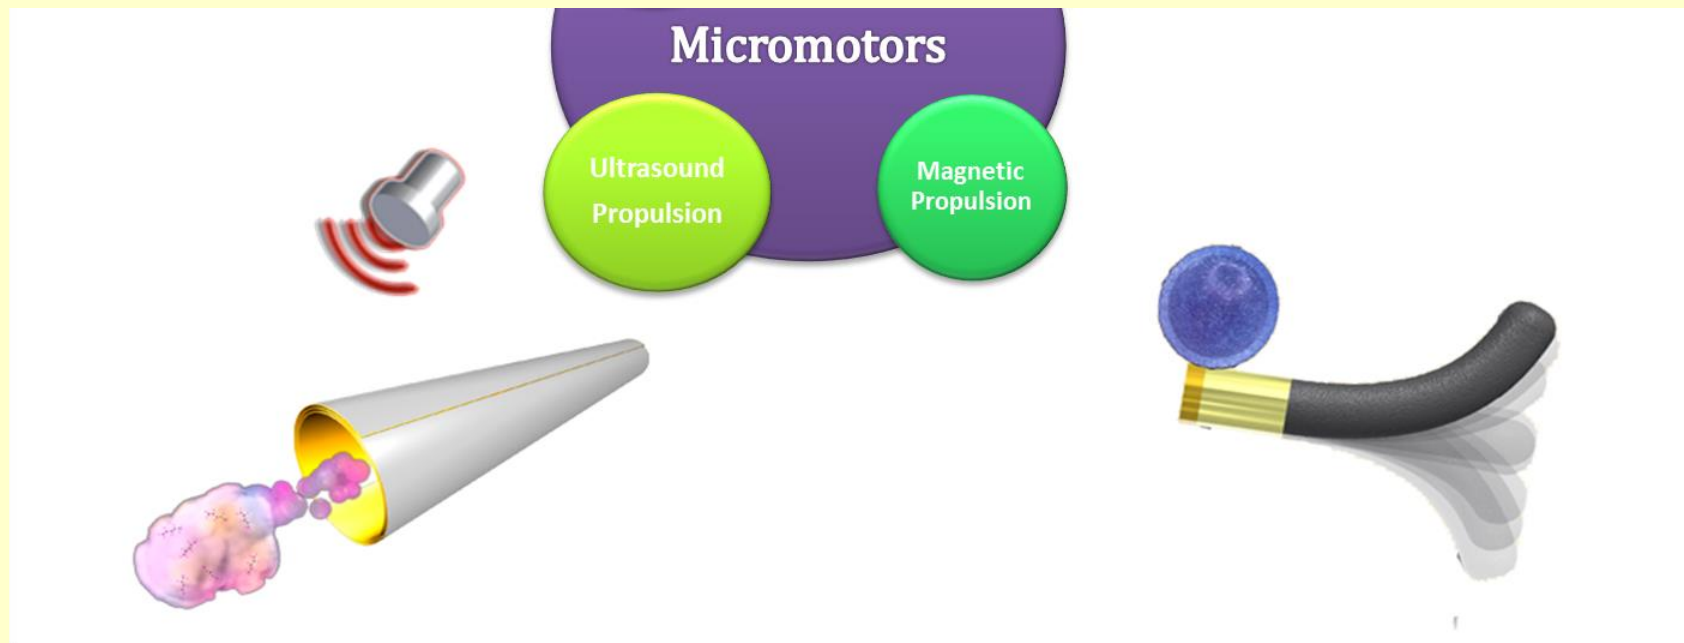 Micromotors
Ultrasound
Propulsion
Magnetic
Propulsion